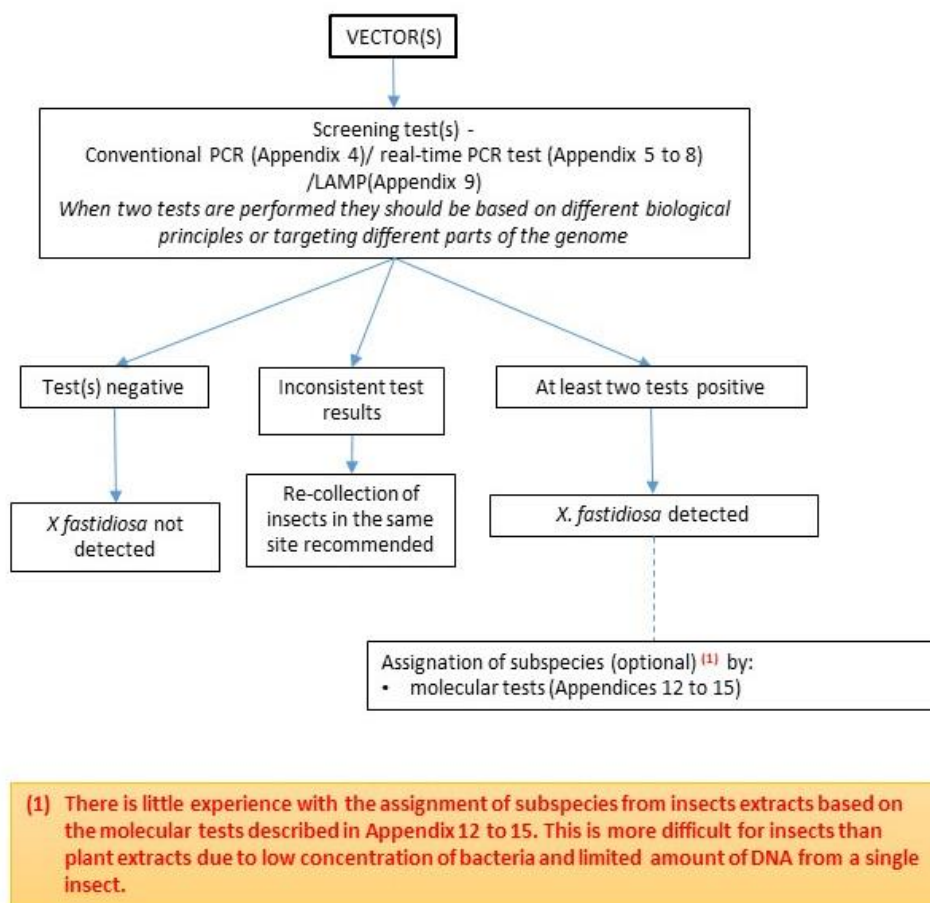 VECTOR(S)
Screening test(s) -
Conventional PCR (Appendix 4)/ real-time PCR test (Appendix 5 to 8)
/LAMP(Appendix 9)
When two tests are performed they should be based on different biological
principles or targeting different parts of the genome
Test(s) negative
Inconsistent test
results
At least two tests positive
X fastidiosa not
detected
Re-collection of
insects in the same
site recommended
X. fastidiosa detected
Assignation of subspecies (optional) (1) by:
• molecular tests (Appendices 12 to 15)
(1) There is little experience with the assignment of subspecies from insects extracts based on
the molecular tests described in Appendix 12 to 15. This is more difficult for insects than
plant extracts due to low concentration of bacteria and limited amount of DNA from a single
insect.